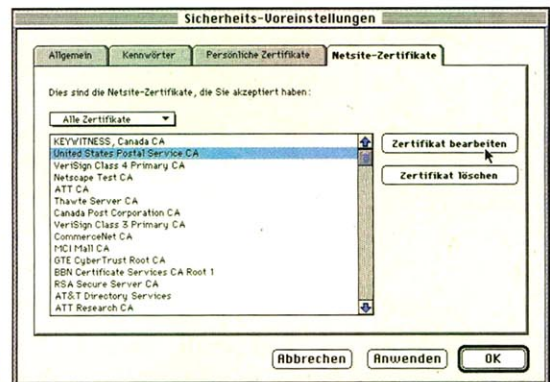 Sicherheits-Voreinstellungen
Allgemein Kennwörter Persönliche Zertifikate Netsite-Zertifikate
Dies sind die Netsite-Zertifikate, die Sie akzeptiert haben:
Alle Zertifikate
KEYWITNESS, Canada CA
United States Postal Service CA
VeriSign Class 4 Primary CA
Netscape Test CA
ATT CA
Thawte Server CA
Canada Post Corporation CA
VeriSign Class 3 Primary CA
CommerceNet CA
MCI Mall CA
GTE CyberTrust Root CA
BBN Certificate Services CA Root 1
RSA Secure Server CA
AT&T Directory Services
ATT Research CA
Zertifikat bearbeiten
Zertifikat löschen
Abbrechen Anwenden OK